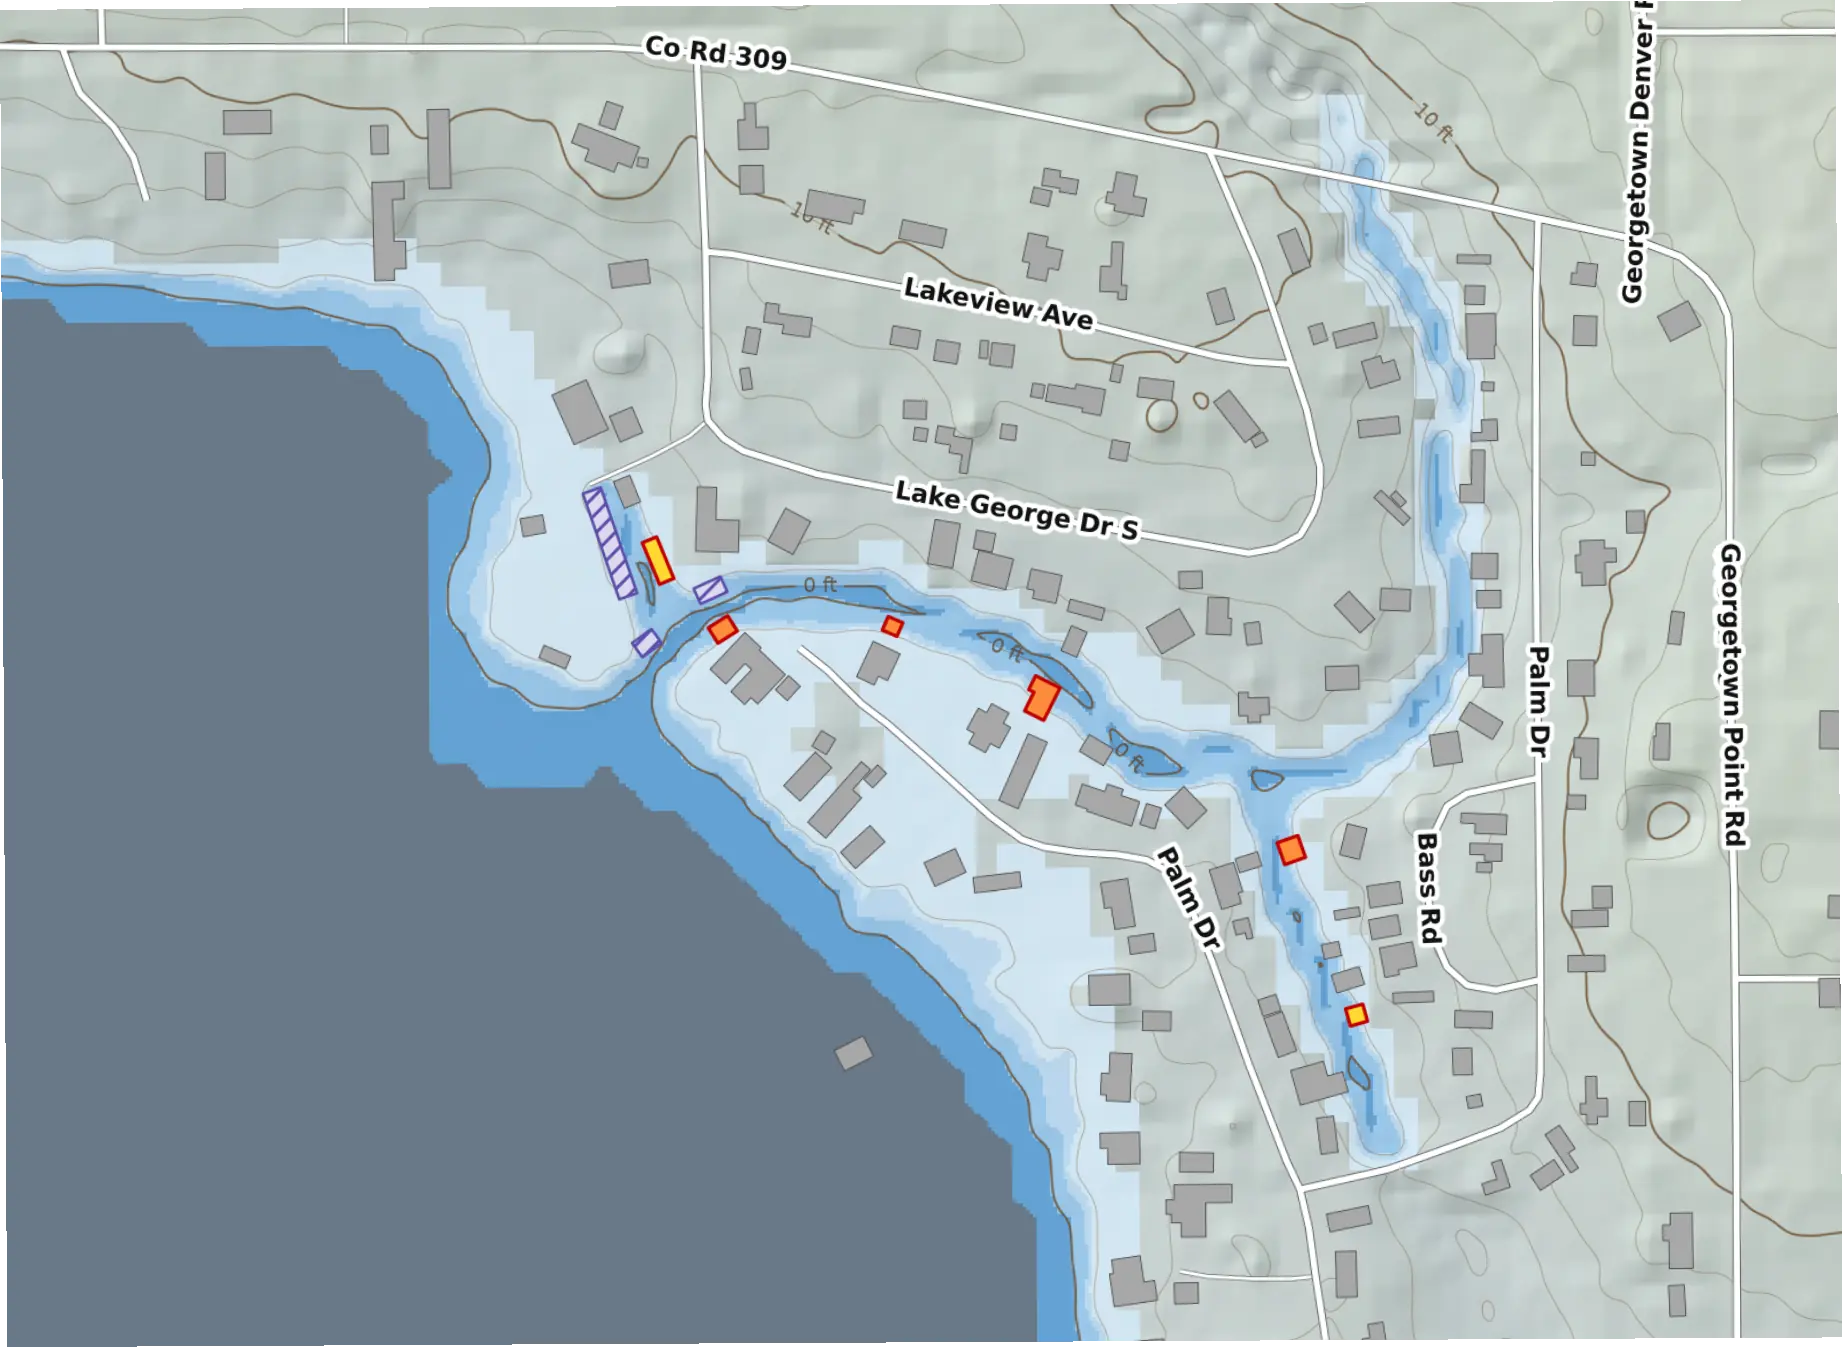 Co Rd 309
Georgetown Denver
10 ft
10 ft
Lakeview Ave
Lake George Dr S
0 ft
0 ft
0 ft
Palm Dr
Georgetown Point Rd
Bass Rd
Palm Dr